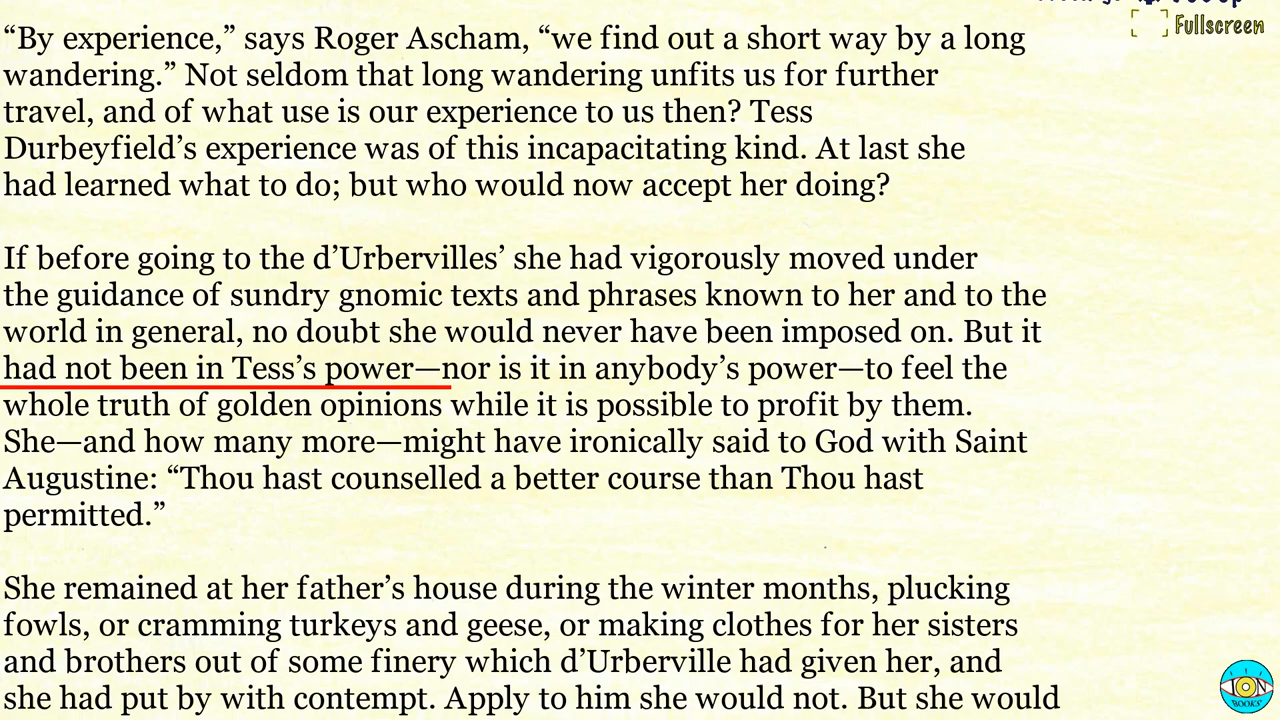 Fullscreen
“By experience,” says Roger Ascham, “we find out a short way by a long
wandering.” Not seldom that long wandering unfits us for further
travel, and of what use is our experience to us then? Tess
Durbeyfield’s experience was of this incapacitating kind. At last she
had learned what to do; but who would now accept her doing?
If before going to the d’Urbervilles’ she had vigorously moved under
the guidance of sundry gnomic texts and phrases known to her and to the
world in general, no doubt she would never have been imposed on. But it
had not been in Tess’s power—nor is it in anybody’s power—to feel the
whole truth of golden opinions while it is possible to profit by them.
She—and how many more—might have ironically said to God with Saint
Augustine: “Thou hast counselled a better course than Thou hast
permitted.”
She remained at her father’s house during the winter months, plucking
fowls, or cramming turkeys and geese, or making clothes for her sisters
and brothers out of some finery which d’Urberville had given her, and
she had put by with contempt. Apply to him she would not. But she would
ION
BOOKS